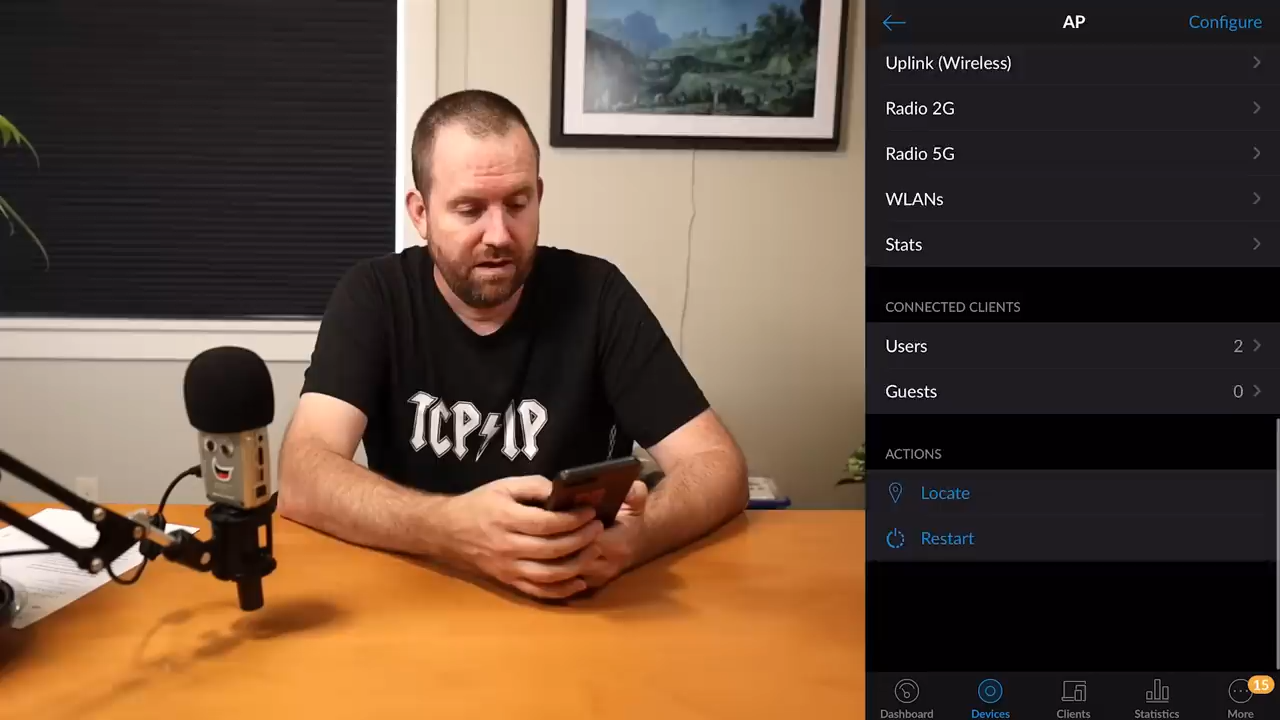 TCP⚡IP
AP
Configure
Uplink (Wireless)
Radio 2G
Radio 5G
WLANs
Stats
CONNECTED CLIENTS
Users 2
Guests 0
ACTIONS
Locate
Restart
Dashboard Devices Clients Statistics More 15